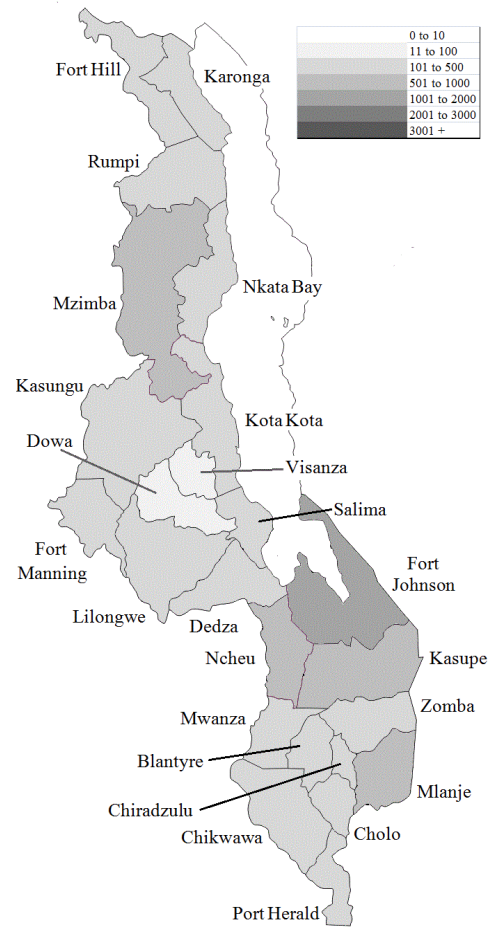 0 to 10
11 to 100
101 to 500
501 to 1000
1001 to 2000
2001 to 3000
3001 +
Fort Hill
Karonga
Rumpi
Nkata Bay
Mzimba
Kasungu
Kota Kota
Dowa
Visanza
Salima
Fort
Manning
Fort
Johnson
Lilongwe
Dedza
Ncheu
Kasupe
Zomba
Mwanza
Blantyre
Mlanje
Chiradzulu
Chikwawa
Cholo
Port Herald